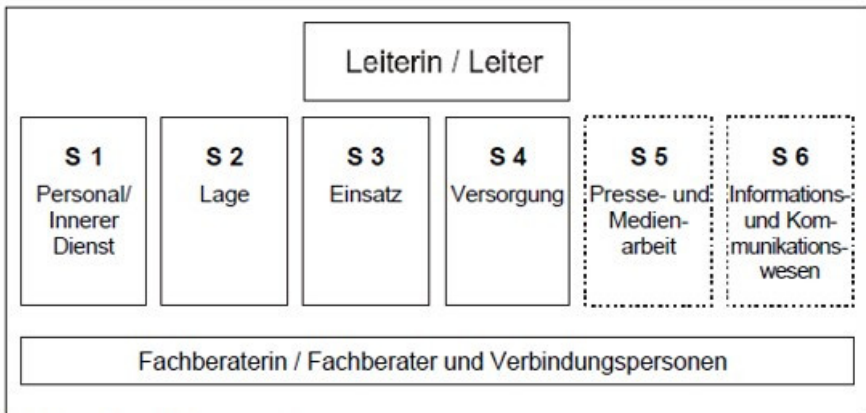 Leiterin / Leiter
S 1
Personal/
Innerer
Dienst
S 2
Lage
S 3
Einsatz
S 4
Versorgung
S 5
Presse- und
Medien-
arbeit
S 6
Informations-
und Kom-
munikations-
wesen
Fachberaterin / Fachberater und Verbindungspersonen